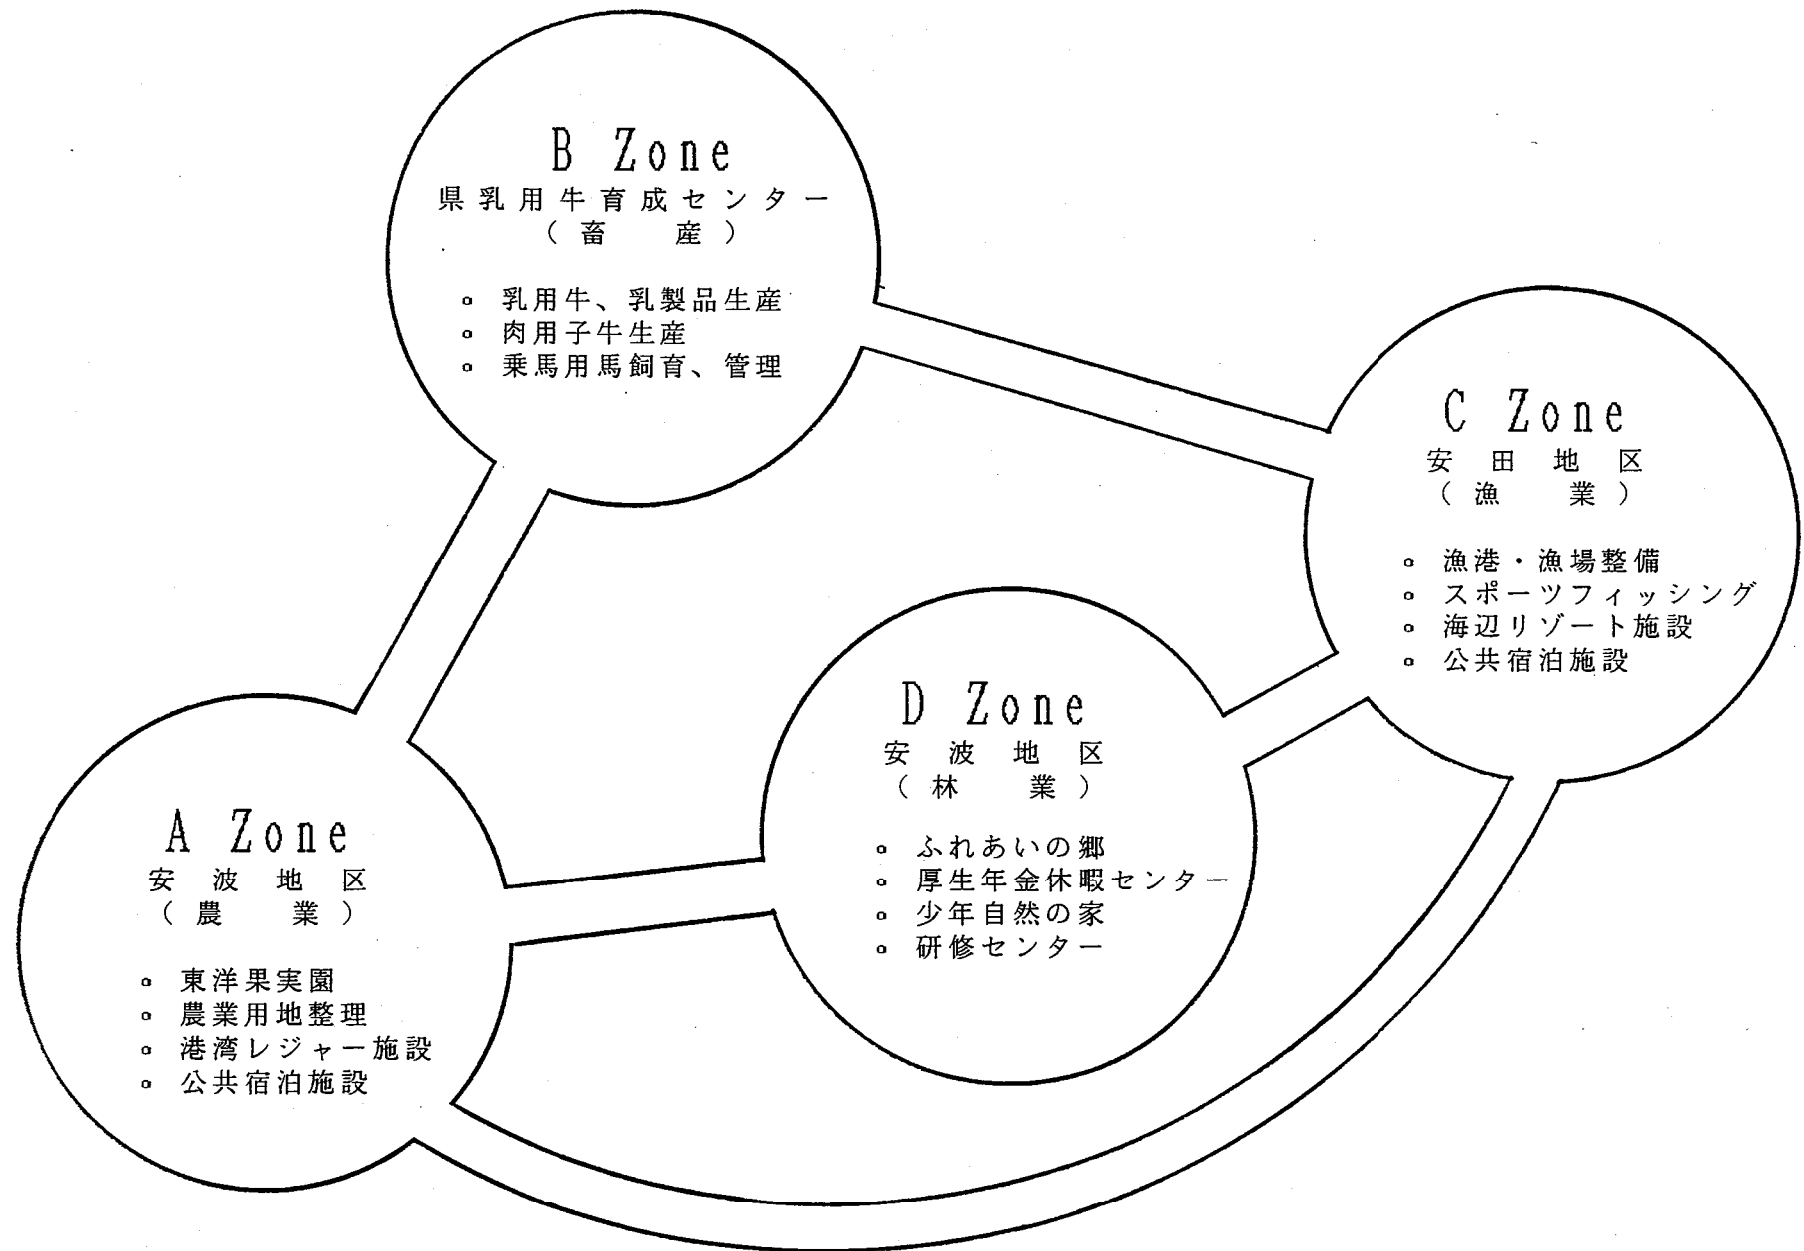 B Zone
県乳用牛育成センター
（畜　産）
◦ 乳用牛、乳製品生産
◦ 肉用子牛生産
◦ 乗馬用馬飼育、管理
C Zone
安田地区
（漁　業）
◦ 漁港・漁場整備
◦ スポーツフィッシング
◦ 海辺リゾート施設
◦ 公共宿泊施設
D Zone
安波地区
（林　業）
◦ ふれあいの郷
◦ 厚生年金休暇センター
◦ 少年自然の家
◦ 研修センター
A Zone
安波地区
（農　業）
◦ 東洋果実園
◦ 農業用地整理
◦ 港湾レジャー施設
◦ 公共宿泊施設